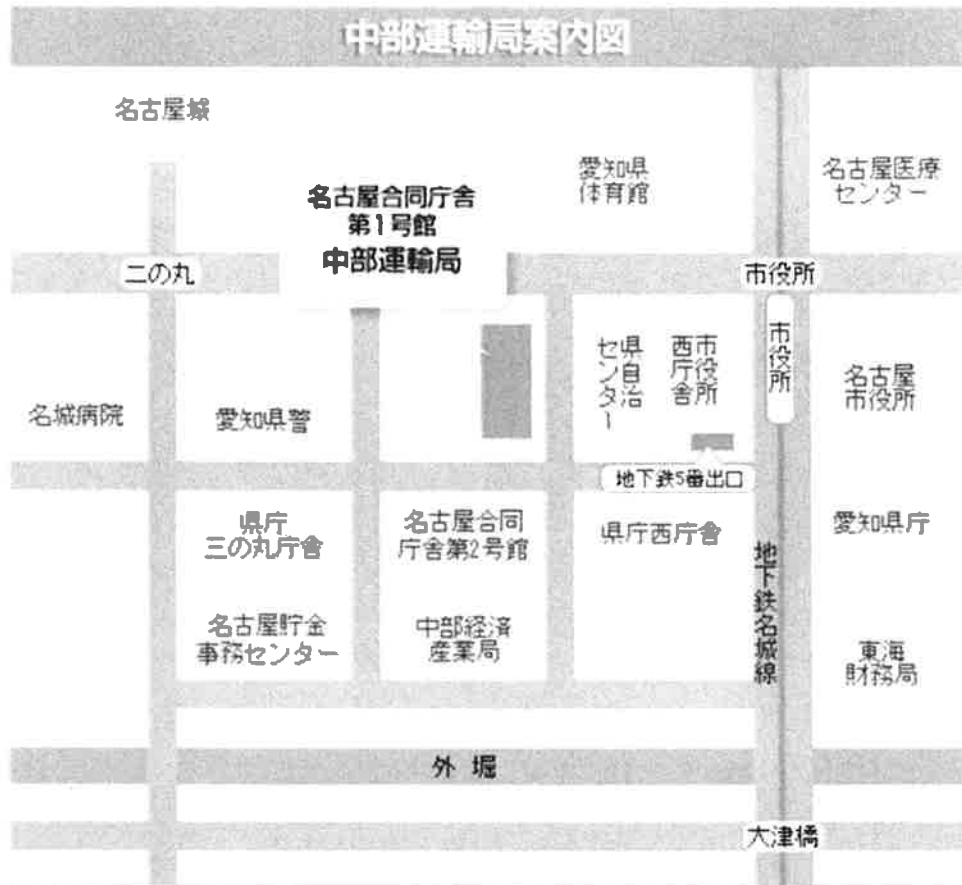 中部運輸局案内図
名古屋城
愛知県
体育館
名古屋医療
センター
名古屋合同庁舎
第1号館
中部運輸局
二の丸
市役所
市役所
県自治
センター
市役所
西庁舎
名古屋
市役所
名城病院
愛知県警
地下鉄5番出口
県庁
三の丸庁舎
名古屋合同
庁舎第2号館
県庁西庁舎
愛知県庁
地下鉄名城線
名古屋貯金
事務センター
中部経済
産業局
東海
財務局
外堀
大津橋